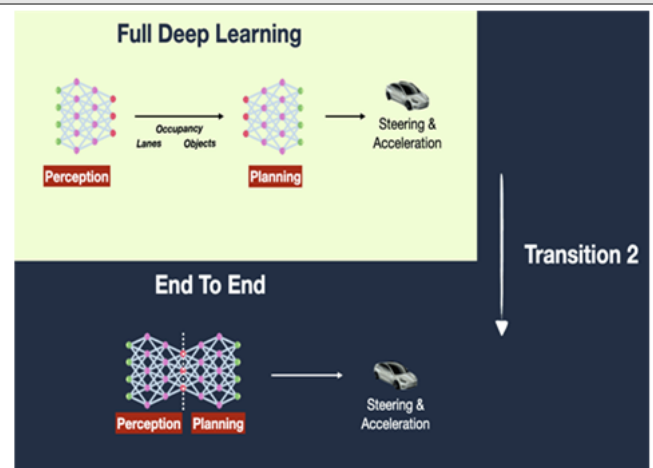 Full Deep Learning
Occupancy
Lanes Objects
Steering &
Acceleration
Perception
Planning
Transition 2
End To End
Steering &
Acceleration
Perception
Planning